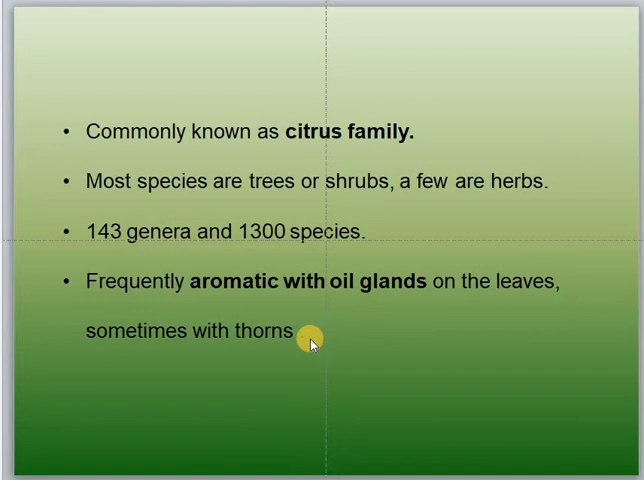 • Commonly known as citrus family.
• Most species are trees or shrubs, a few are herbs.
• 143 genera and 1300 species.
• Frequently aromatic with oil glands on the leaves,
sometimes with thorns